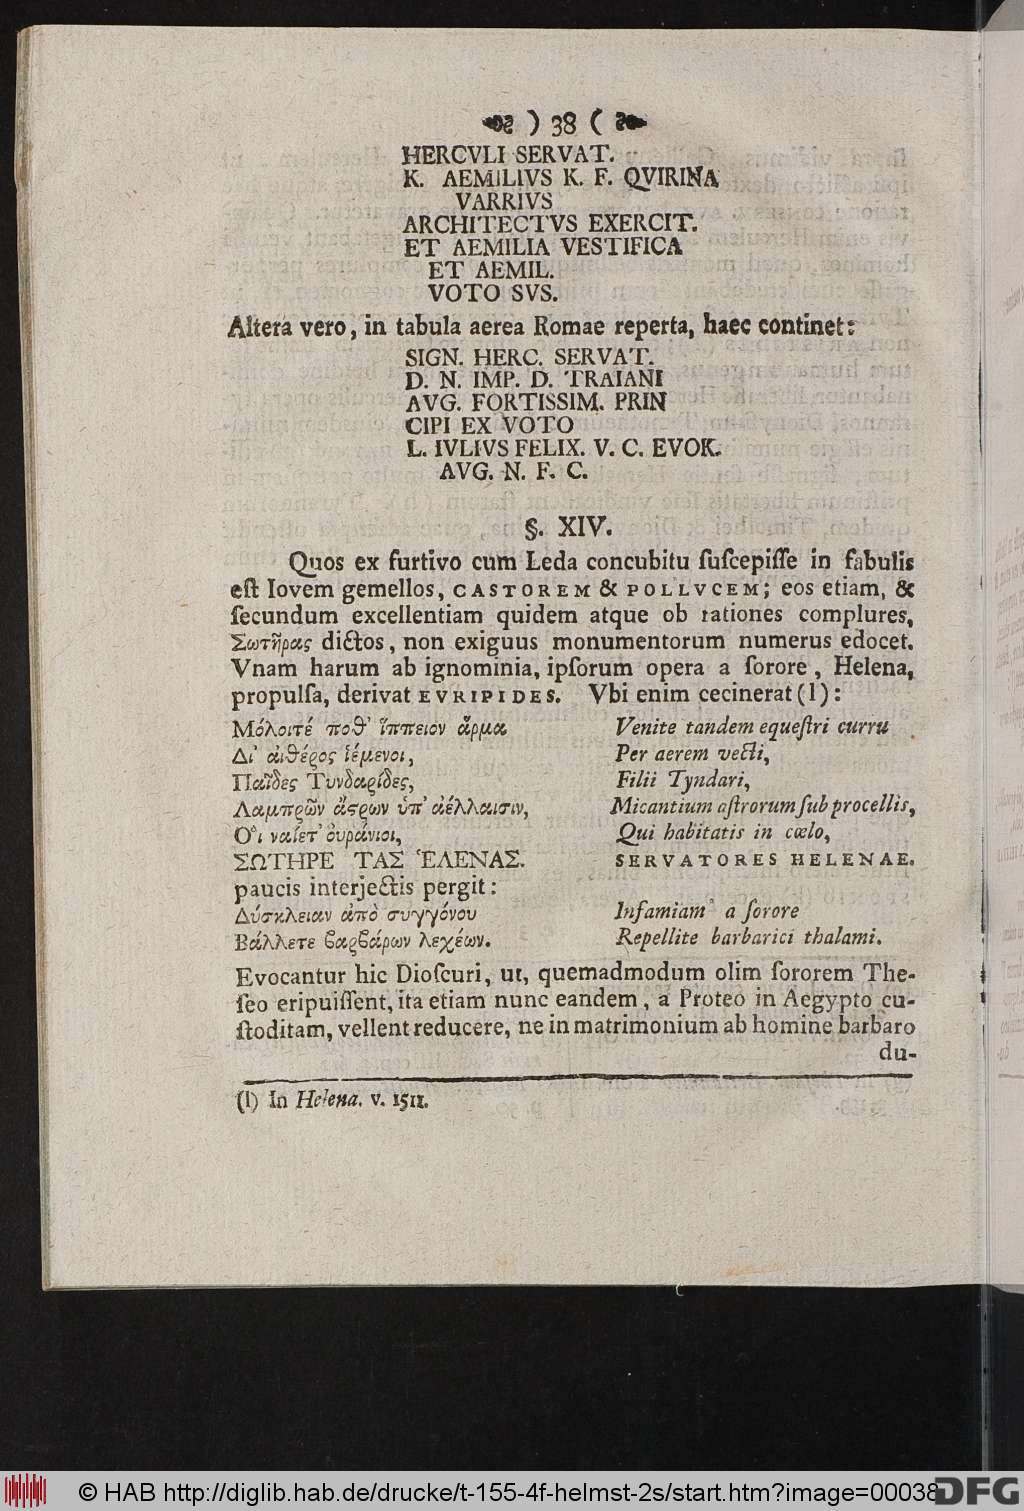 ) 38 (
HERCVLI SERVAT.
K. AEMILIVS K. F. QVIRINA
VARRIVS
ARCHITECTVS EXERCIT.
ET AEMILIA VESTIFICA
ET AEMIL.
VOTO SVS.
Altera vero, in tabula aerea Romae reperta, haec continet:
SIGN. HERC. SERVAT.
D. N. IMP. D. TRAIANI
AVG. FORTISSIM. PRIN
CIPI EX VOTO
L. IVLIVS FELIX. V. C. EVOK.
AVG. N. F. C.
§. XIV.
Quos ex furtivo cum Leda concubitu ſuſcepiſſe in fabulis
eſt Iovem gemellos, CASTOREM & POLLVCEM; eos etiam, &
ſecundum excellentiam quidem atque ob rationes complures,
Σωτῆρας dictos, non exiguus monumentorum numerus edocet.
Vnam harum ab ignominia, ipſorum opera a ſorore, Helena,
propulſa, derivat EVRIPIDES. Vbi enim cecinerat (l):
Μόλοιτέ ποθ' ἵππειον ἅρμα Venite tandem equeſtri curru
Δι' ἀιθέρος ἱέμενοι, Per aerem vecti,
Παῖδες Τυνδαρίδες, Filii Tyndari,
Λαμπρῶν ἄϛρων ὑπ' ἀέλλαισιν, Micantium aſtrorum ſub procellis,
Ὅι ναίετ' ὀυράνιοι, Qui habitatis in cœlo,
ΣΩΤΗΡΕ ΤΑΣ ἙΛΕΝΑΣ. SERVATORES HELENAE.
paucis interjectis pergit:
Δύσκλειαν ἀπὸ συγγόνου Infamiam a ſorore
Βάλλετε ϐαρϐάρων λεχέων. Repellite barbarici thalami.
Evocantur hic Dioſcuri, ut, quemadmodum olim ſororem The-
ſeo eripuiſſent, ita etiam nunc eandem, a Proteo in Aegypto cu-
ſtoditam, vellent reducere, ne in matrimonium ab homine barbaro
du-
(l) In Helena. v. 1511.
© HAB http://diglib.hab.de/drucke/t-155-4f-helmst-2s/start.htm?image=00038
DFG